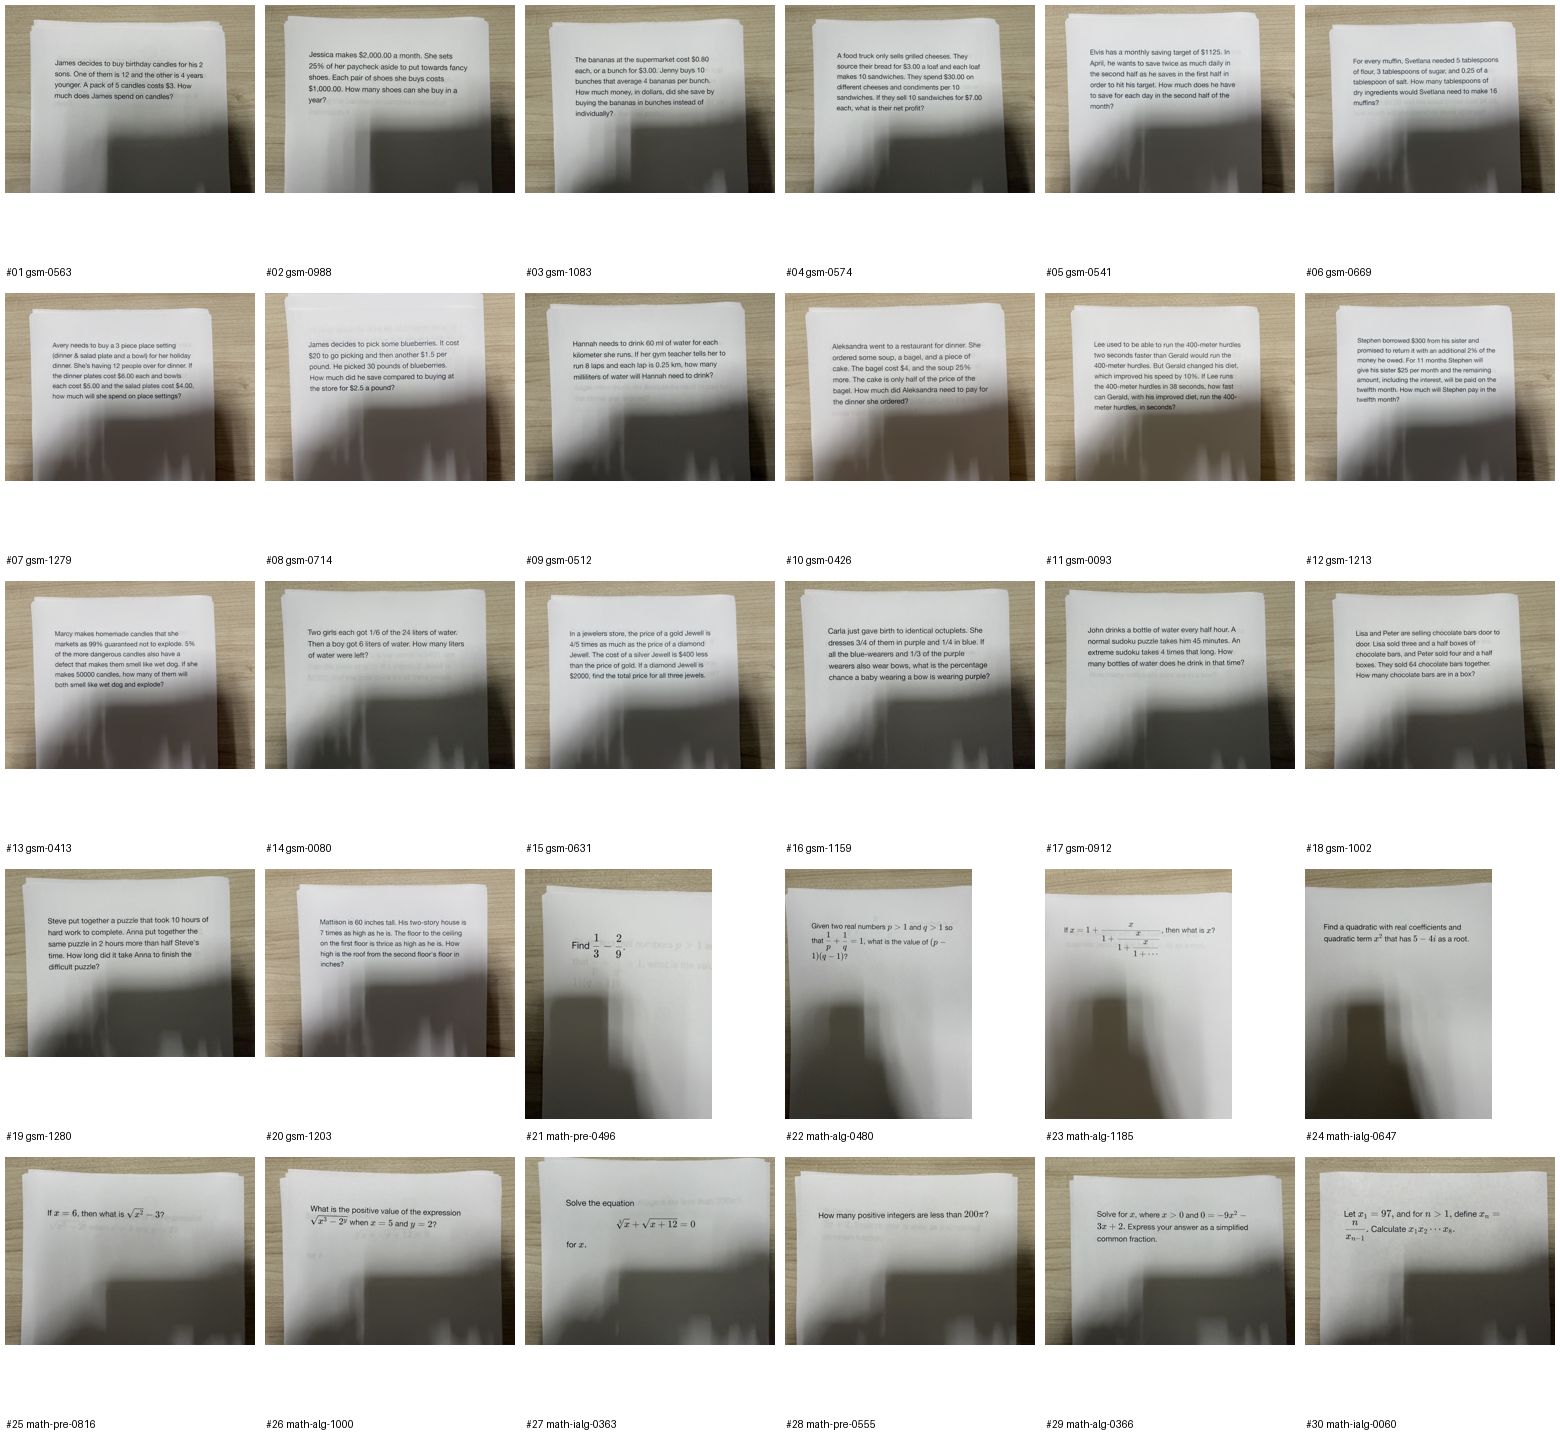 James decides to buy birthday candles for his 2
sons. One of them is 12 and the other is 4 years
younger. A pack of 5 candles costs $3. How
much does James spend on candles?
#01 gsm-0563
Jessica makes $2,000.00 a month. She sets
25% of her paycheck aside to put towards fancy
shoes. Each pair of shoes she buys costs
$1,000.00. How many shoes can she buy in a
year?
#02 gsm-0988
The bananas at the supermarket cost $0.80
each, or a bunch for $3.00. Jenny buys 10
bunches that average 4 bananas per bunch.
How much money, in dollars, did she save by
buying the bananas in bunches instead of
individually?
#03 gsm-1083
A food truck only sells grilled cheeses. They
source their bread for $3.00 a loaf and each loaf
makes 10 sandwiches. They spend $30.00 on
different cheeses and condiments per 10
sandwiches. If they sell 10 sandwiches for $7.00
each, what is their net profit?
#04 gsm-0574
Elvis has a monthly saving target of $1125. In
April, he wants to save twice as much daily in
the second half as he saves in the first half in
order to hit his target. How much does he have
to save for each day in the second half of the
month?
#05 gsm-0541
For every muffin, Svetlana needed 5 tablespoons
of flour, 3 tablespoons of sugar, and 0.25 of a
tablespoon of salt. How many tablespoons of
dry ingredients would Svetlana need to make 16
muffins?
#06 gsm-0669
Avery needs to buy a 3 piece place setting
(dinner & salad plate and a bowl) for her holiday
dinner. She's having 12 people over for dinner. If
the dinner plates cost $6.00 each and bowls
each cost $5.00 and the salad plates cost $4.00,
how much will she spend on place settings?
#07 gsm-1279
James decides to pick some blueberries. It cost
$20 to go picking and then another $1.5 per
pound. He picked 30 pounds of blueberries.
How much did he save compared to buying at
the store for $2.5 a pound?
#08 gsm-0714
Hannah needs to drink 60 ml of water for each
kilometer she runs. If her gym teacher tells her to
run 8 laps and each lap is 0.25 km, how many
milliliters of water will Hannah need to drink?
#09 gsm-0512
Aleksandra went to a restaurant for dinner. She
ordered some soup, a bagel, and a piece of
cake. The bagel cost $4, and the soup 25%
more. The cake is only half of the price of the
bagel. How much did Aleksandra need to pay for
the dinner she ordered?
#10 gsm-0426
Lee used to be able to run the 400-meter hurdles
two seconds faster than Gerald would run the
400-meter hurdles. But Gerald changed his diet,
which improved his speed by 10%. If Lee runs
the 400-meter hurdles in 38 seconds, how fast
can Gerald, with his improved diet, run the 400-
meter hurdles, in seconds?
#11 gsm-0093
Stephen borrowed $300 from his sister and
promised to return it with an additional 2% of the
money he owed. For 11 months Stephen will
give his sister $25 per month and the remaining
amount, including the interest, will be paid on the
twelfth month. How much will Stephen pay in the
twelfth month?
#12 gsm-1213
Marcy makes homemade candles that she
markets as 99% guaranteed not to explode. 5%
of the more dangerous candles also have a
defect that makes them smell like wet dog. If she
makes 50000 candles, how many of them will
both smell like wet dog and explode?
#13 gsm-0413
Two girls each got 1/6 of the 24 liters of water.
Then a boy got 6 liters of water. How many liters
of water were left?
#14 gsm-0080
In a jewelers store, the price of a gold Jewell is
4/5 times as much as the price of a diamond
Jewell. The cost of a silver Jewell is $400 less
than the price of gold. If a diamond Jewell is
$2000, find the total price for all three jewels.
#15 gsm-0631
Carla just gave birth to identical octuplets. She
dresses 3/4 of them in purple and 1/4 in blue. If
all the blue-wearers and 1/3 of the purple
wearers also wear bows, what is the percentage
chance a baby wearing a bow is wearing purple?
#16 gsm-1159
John drinks a bottle of water every half hour. A
normal sudoku puzzle takes him 45 minutes. An
extreme sudoku takes 4 times that long. How
many bottles of water does he drink in that time?
#17 gsm-0912
Lisa and Peter are selling chocolate bars door to
door. Lisa sold three and a half boxes of
chocolate bars, and Peter sold four and a half
boxes. They sold 64 chocolate bars together.
How many chocolate bars are in a box?
#18 gsm-1002
Steve put together a puzzle that took 10 hours of
hard work to complete. Anna put together the
same puzzle in 2 hours more than half Steve's
time. How long did it take Anna to finish the
difficult puzzle?
#19 gsm-1280
Mattison is 60 inches tall. His two-story house is
7 times as high as he is. The floor to the ceiling
on the first floor is thrice as high as he is. How
high is the roof from the second floor's floor in
inches?
#20 gsm-1203
Find 1/3 − 2/9.
#21 math-pre-0496
Given two real numbers p > 1 and q > 1 so
that 1/p + 1/q = 1, what is the value of (p −
1)(q − 1)?
#22 math-alg-0480
If x = 1 + x/(1 + x/(1 + x/(1 + x/(1 + ⋯)))), then what is x?
#23 math-alg-1185
Find a quadratic with real coefficients and
quadratic term x² that has 5 − 4i as a root.
#24 math-ialg-0647
If x = 6, then what is √x² − 3?
#25 math-pre-0816
What is the positive value of the expression
√(x³ − 2^y) when x = 5 and y = 2?
#26 math-alg-1000
Solve the equation
∛x + √(x + 12) = 0
for x.
#27 math-ialg-0363
How many positive integers are less than 200π?
#28 math-pre-0555
Solve for x, where x > 0 and 0 = −9x² −
3x + 2. Express your answer as a simplified
common fraction.
#29 math-alg-0366
Let x₁ = 97, and for n > 1, define xₙ =
n/xₙ₋₁. Calculate x₁x₂⋯x₈.
#30 math-ialg-0060